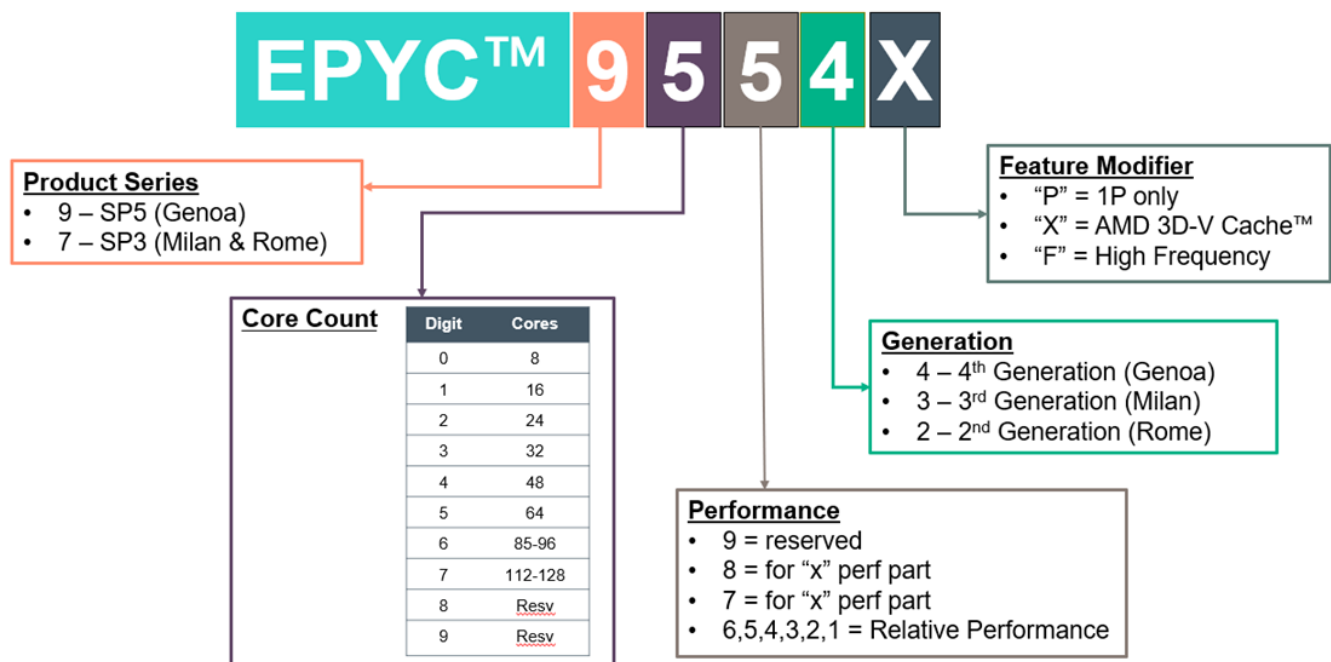 EPYC™ 9 5 5 4 X
Product Series
• 9 – SP5 (Genoa)
• 7 – SP3 (Milan & Rome)
Feature Modifier
• “P” = 1P only
• “X” = AMD 3D-V Cache™
• “F” = High Frequency
Core Count
Digit Cores
0 8
1 16
2 24
3 32
4 48
5 64
6 85-96
7 112-128
8 Resv
9 Resv
Generation
• 4 – 4th Generation (Genoa)
• 3 – 3rd Generation (Milan)
• 2 – 2nd Generation (Rome)
Performance
• 9 = reserved
• 8 = for “x” perf part
• 7 = for “x” perf part
• 6,5,4,3,2,1 = Relative Performance